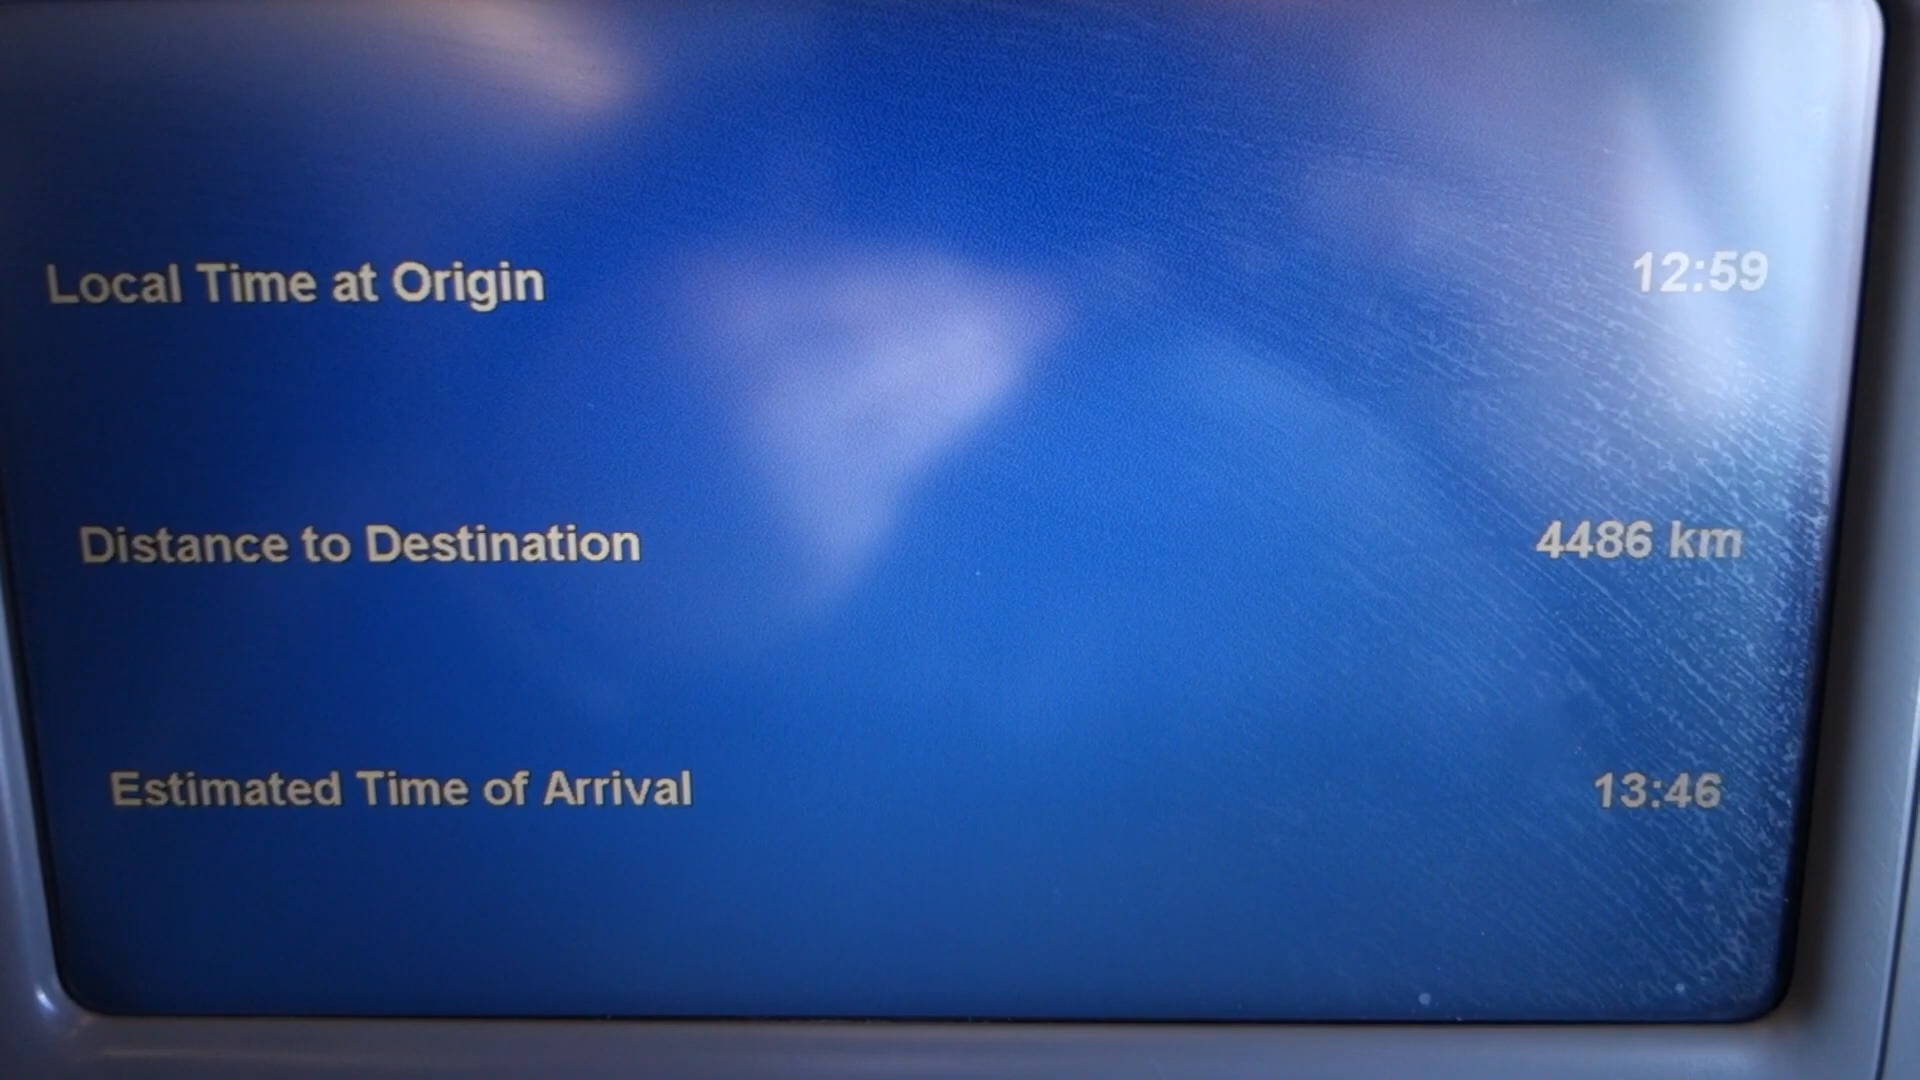 Local Time at Origin 12:59
Distance to Destination 4486 km
Estimated Time of Arrival 13:46